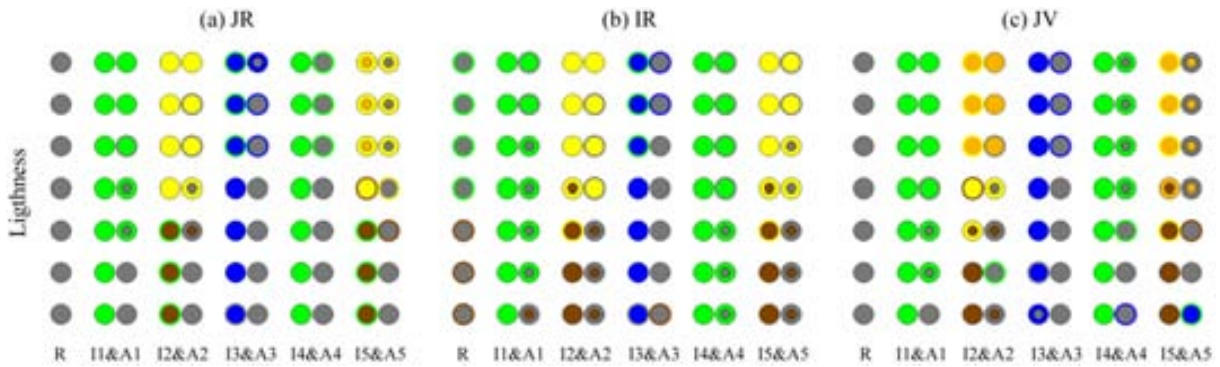 (a) JR (b) IR (c) JV
Ligthness
R I1&A1 I2&A2 I3&A3 I4&A4 I5&A5 R I1&A1 I2&A2 I3&A3 I4&A4 I5&A5 R I1&A1 I2&A2 I3&A3 I4&A4 I5&A5